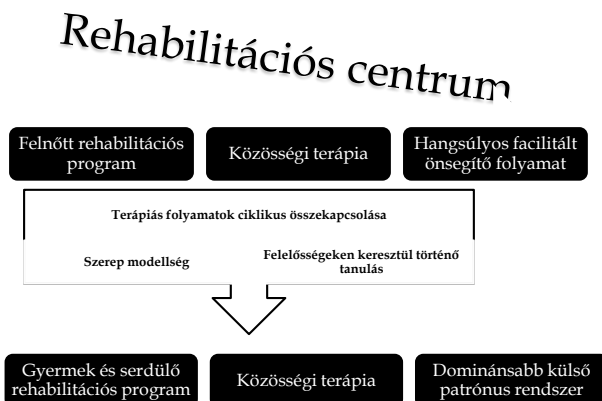 Rehabilitációs centrum
Felnőtt rehabilitációs
program
Közösségi terápia
Hangsúlyos facilitált
önsegítő folyamat
Terápiás folyamatok ciklikus összekapcsolása
Szerep modellség
Felelősségeken keresztül történő
tanulás
Gyermek és serdülő
rehabilitációs program
Közösségi terápia
Dominánsabb külső
patrónus rendszer